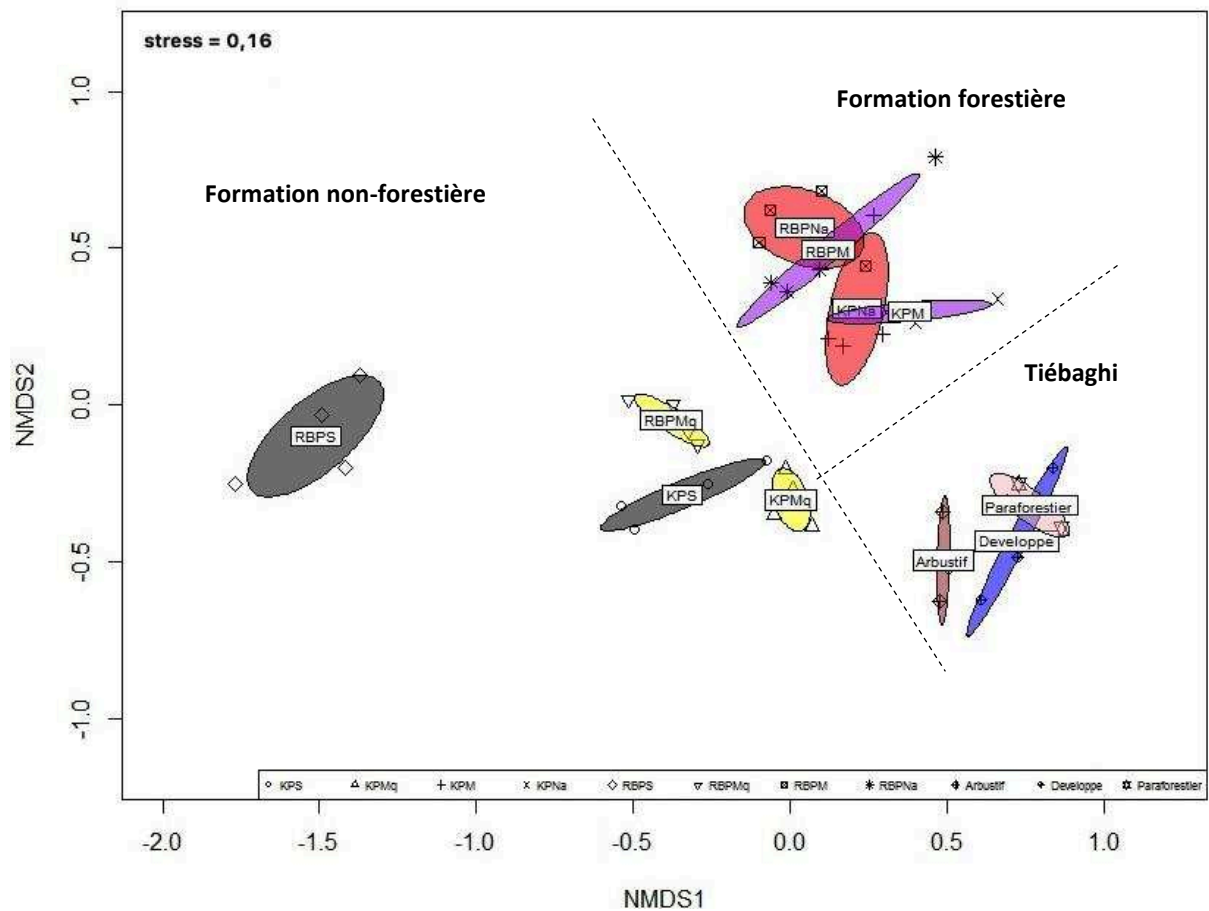 stress = 0,16
Formation forestière
Formation non-forestière
Tiébaghi
RBPNa
RBPM
KPNa
KPM
RBPS
RBPMq
KPS
KPMq
Paraforestier
Developpe
Arbustif
NMDS2
1.0
0.5
0.0
-0.5
-1.0
KPS KPMq KPM KPNa RBPS RBPMq RBPM RBPNa Arbustif Developpe Paraforestier
-2.0 -1.5 -1.0 -0.5 0.0 0.5 1.0
NMDS1